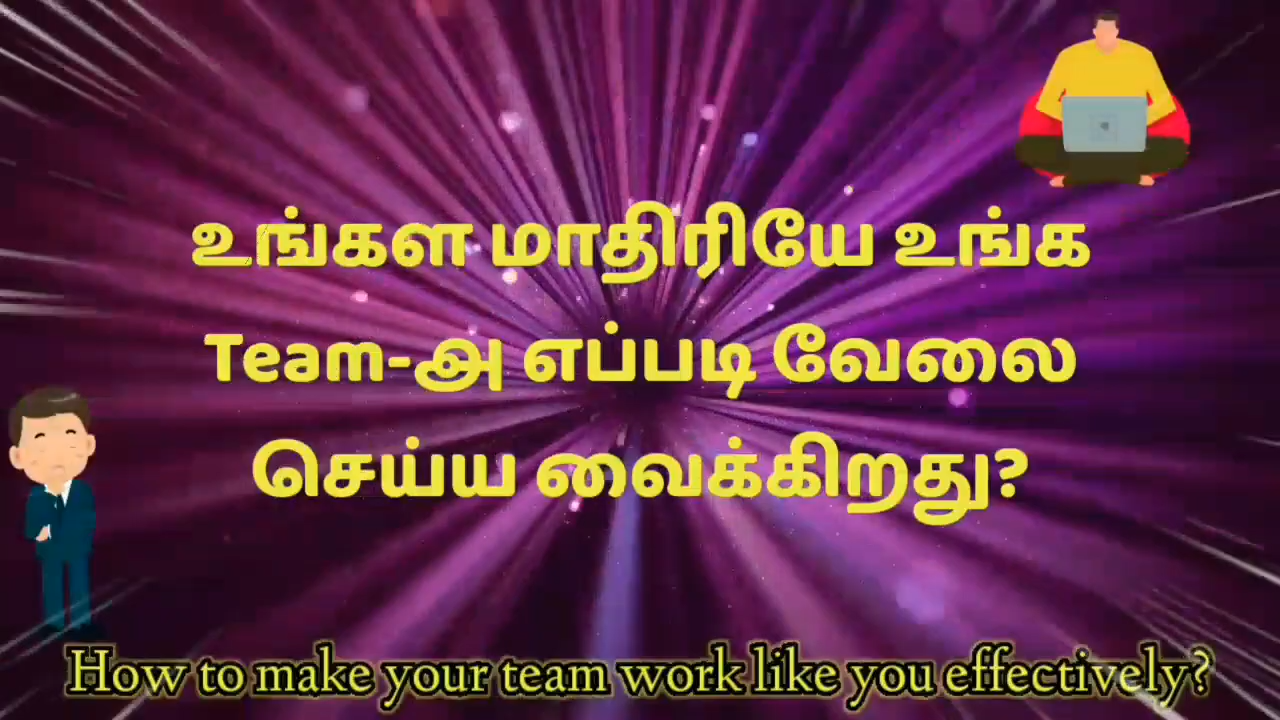 உங்கள மாதிரியே உங்க
Team-அ எப்படி வேலை
செய்ய வைக்கிறது?
How to make your team work like you effectively?